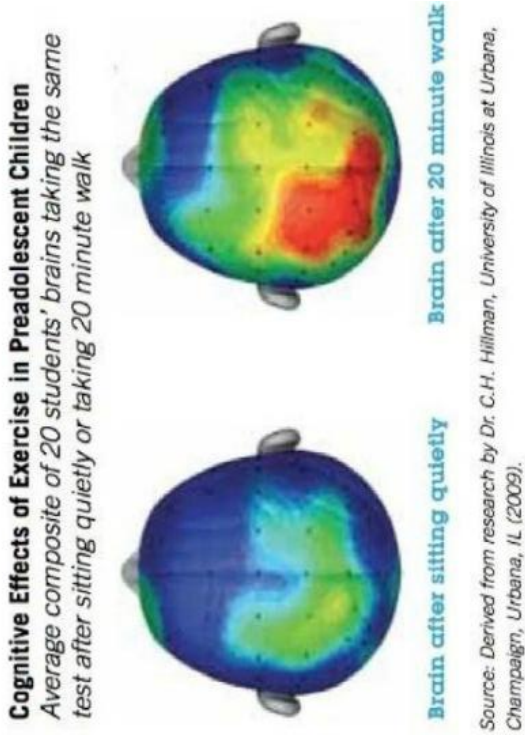 Cognitive Effects of Exercise in Preadolescent Children
Average composite of 20 students' brains taking the same
test after sitting quietly or taking 20 minute walk
Brain after sitting quietly
Brain after 20 minute walk
Source: Derived from research by Dr. C.H. Hillman, University of Illinois at Urbana,
Champaign, Urbana, IL (2009).